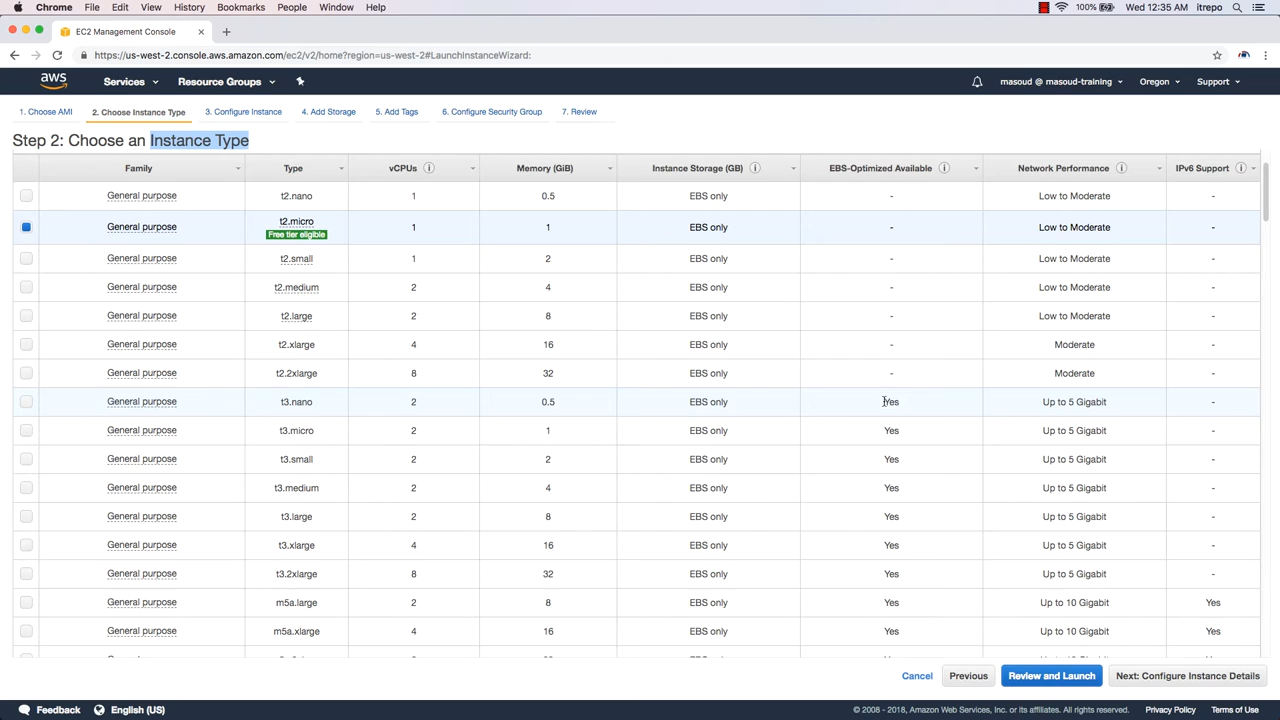 Chrome File Edit View History Bookmarks People Window Help 100% Wed 12:35 AM itrepo
EC2 Management Console
https://us-west-2.console.aws.amazon.com/ec2/v2/home?region=us-west-2#LaunchInstanceWizard:
aws Services Resource Groups masoud @ masoud-training Oregon Support
1. Choose AMI 2. Choose Instance Type 3. Configure Instance 4. Add Storage 5. Add Tags 6. Configure Security Group 7. Review
Step 2: Choose an Instance Type
Family Type vCPUs Memory (GiB) Instance Storage (GB) EBS-Optimized Available Network Performance IPv6 Support
General purpose t2.nano 1 0.5 EBS only - Low to Moderate -
General purpose t2.micro 1 1 EBS only - Low to Moderate -
Free tier eligible
General purpose t2.small 1 2 EBS only - Low to Moderate -
General purpose t2.medium 2 4 EBS only - Low to Moderate -
General purpose t2.large 2 8 EBS only - Low to Moderate -
General purpose t2.xlarge 4 16 EBS only - Moderate -
General purpose t2.2xlarge 8 32 EBS only - Moderate -
General purpose t3.nano 2 0.5 EBS only Yes Up to 5 Gigabit -
General purpose t3.micro 2 1 EBS only Yes Up to 5 Gigabit -
General purpose t3.small 2 2 EBS only Yes Up to 5 Gigabit -
General purpose t3.medium 2 4 EBS only Yes Up to 5 Gigabit -
General purpose t3.large 2 8 EBS only Yes Up to 5 Gigabit -
General purpose t3.xlarge 4 16 EBS only Yes Up to 5 Gigabit -
General purpose t3.2xlarge 8 32 EBS only Yes Up to 5 Gigabit -
General purpose m5a.large 2 8 EBS only Yes Up to 10 Gigabit Yes
General purpose m5a.xlarge 4 16 EBS only Yes Up to 10 Gigabit Yes
Cancel Previous Review and Launch Next: Configure Instance Details
Feedback English (US) © 2008 - 2018, Amazon Web Services, Inc. or its affiliates. All rights reserved. Privacy Policy Terms of Use